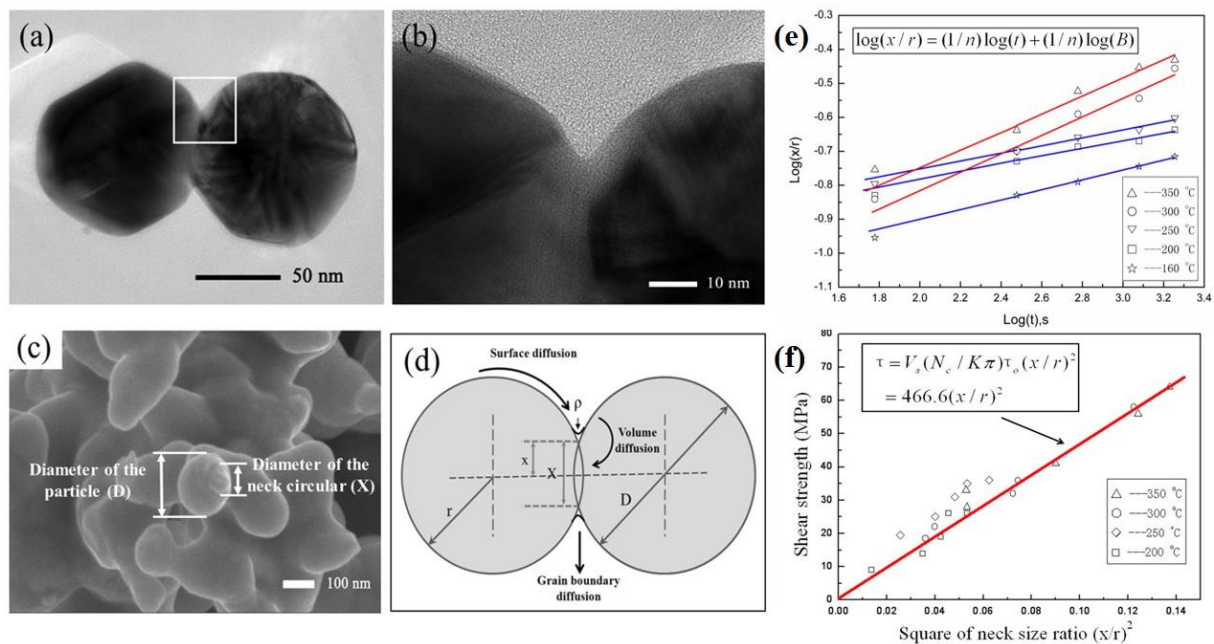 (a)
50 nm
(b)
10 nm
(c)
Diameter of the
particle (D)
Diameter of the
neck circular (X)
100 nm
(d)
Surface diffusion
ρ
Volume
diffusion
x
X
D
r
Grain boundary
diffusion
(e)
log(x/r) = (1/n)log(t) + (1/n)log(B)
Log(x/r)
-0.3
-0.4
-0.5
-0.6
-0.7
-0.8
-0.9
-1.0
-1.1
---350 °C
---300 °C
---250 °C
---200 °C
---160 °C
1.6 1.8 2.0 2.2 2.4 2.6 2.8 3.0 3.2 3.4
Log(t),s
(f)
τ = V_s(N_c / Kπ)τ_o(x/r)²
= 466.6(x/r)²
Shear strength (MPa)
80
70
60
50
40
30
20
10
0
---350 °C
---300 °C
---250 °C
---200 °C
0.00 0.02 0.04 0.06 0.08 0.10 0.12 0.14
Square of neck size ratio (x/r)²